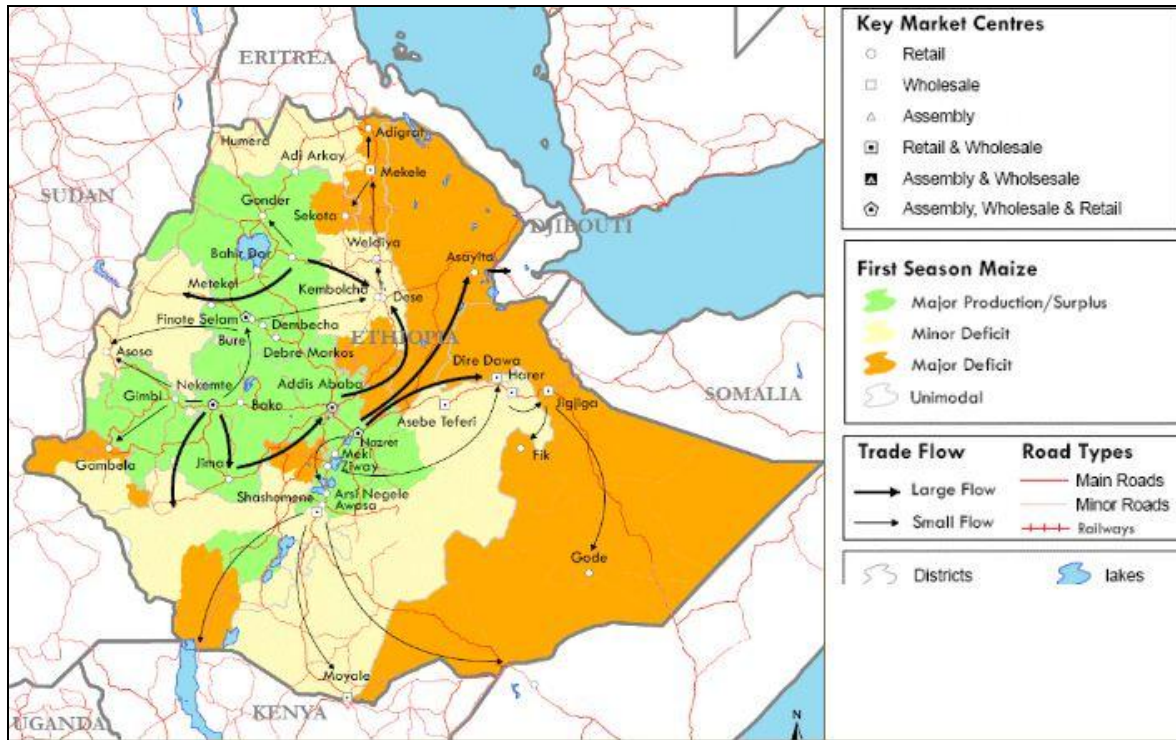 ERITREA
SUDAN
DJIBOUTI
SOMALIA
ETHIOPIA
UGANDA
KENYA
Humera
Adigrat
Adi Arkay
Mekele
Gonder
Sekota
Bahir Dar
Weldiya
Asayita
Metekel
Kembolcha
Dese
Finote Selam
Dembecha
Bure
Debre Markos
Asosa
Dire Dawa
Harer
Nekemte
Addis Ababa
Gimbi
Bako
Asebe Teferi
Jigjiga
Nazret
Gambela
Jima
Meki
Ziway
Fik
Shashemene
Arsi Negele
Awasa
Gode
Moyale
N
Key Market Centres
Retail
Wholesale
Assembly
Retail & Wholesale
Assembly & Wholsesale
Assembly, Wholesale & Retail
First Season Maize
Major Production/Surplus
Minor Deficit
Major Deficit
Unimodal
Trade Flow
Large Flow
Small Flow
Road Types
Main Roads
Minor Roads
Railways
Districts
lakes